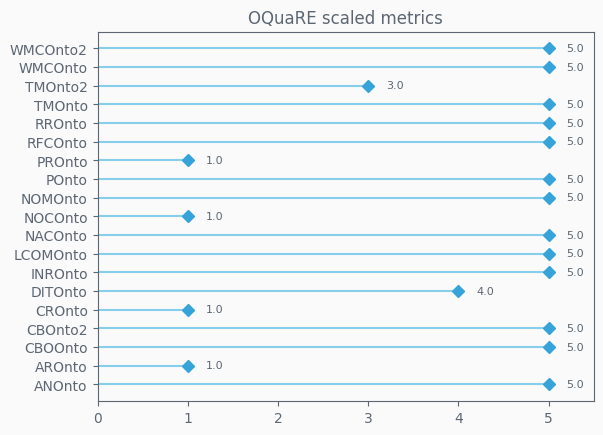 OQuaRE scaled metrics
WMCOnto2 5.0
WMCOnto 5.0
TMOnto2 3.0
TMOnto 5.0
RROnto 5.0
RFCOnto 5.0
PROnto 1.0
POnto 5.0
NOMOnto 5.0
NOCOnto 1.0
NACOnto 5.0
LCOMOnto 5.0
INROnto 5.0
DITOnto 4.0
CROnto 1.0
CBOnto2 5.0
CBOOnto 5.0
AROnto 1.0
ANOnto 5.0
0 1 2 3 4 5